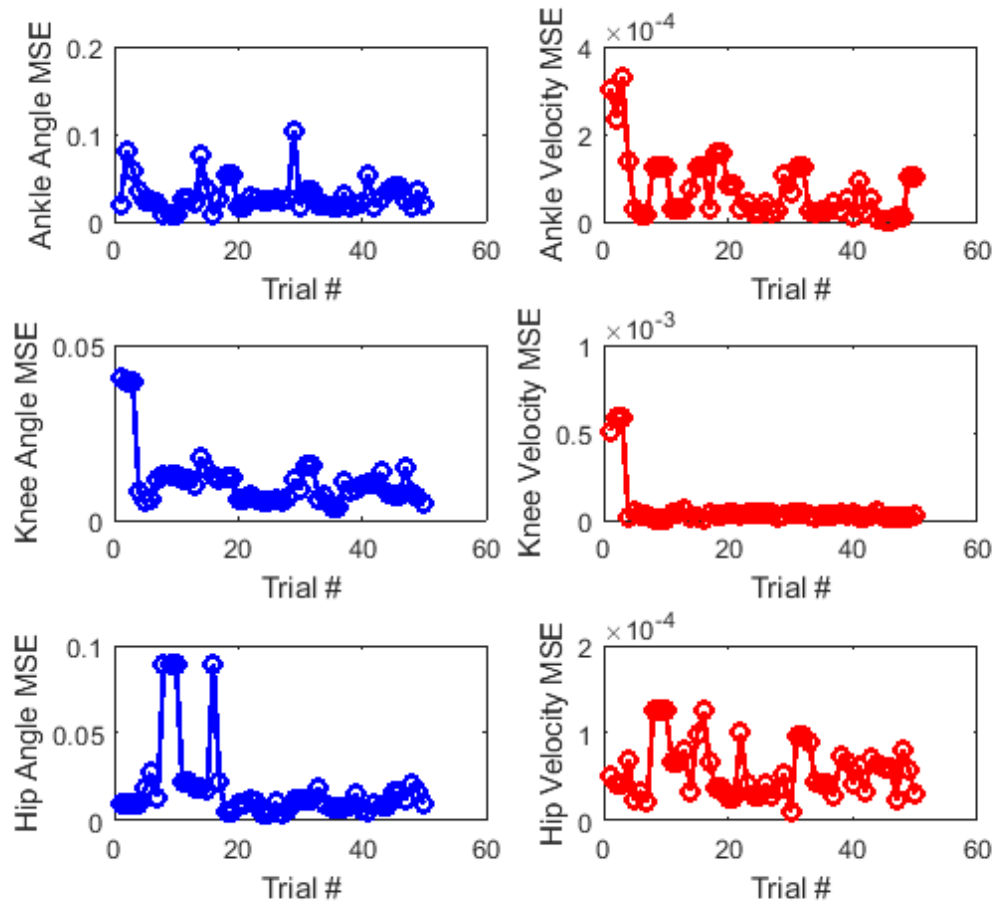 Ankle Angle MSE
0.2
0.1
0
0 20 40 60
Trial #
Ankle Velocity MSE
× 10⁻⁴
4
2
0
0 20 40 60
Trial #
Knee Angle MSE
0.05
0
0 20 40 60
Trial #
Knee Velocity MSE
× 10⁻³
1
0.5
0
0 20 40 60
Trial #
Hip Angle MSE
0.1
0.05
0
0 20 40 60
Trial #
Hip Velocity MSE
× 10⁻⁴
2
1
0
0 20 40 60
Trial #